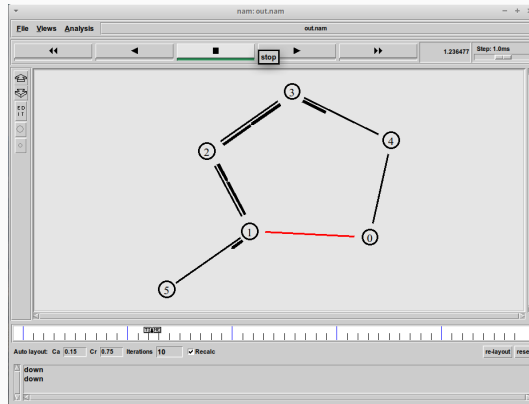 nam: out.nam
File Views Analysis out.nam
stop
1.236477 Step: 1.0ms
E D
I T
3
2
4
1
0
5
Auto layout: Ca 0.15 Cr 0.75 Iterations 10 Recalc re-layout rese
down
down